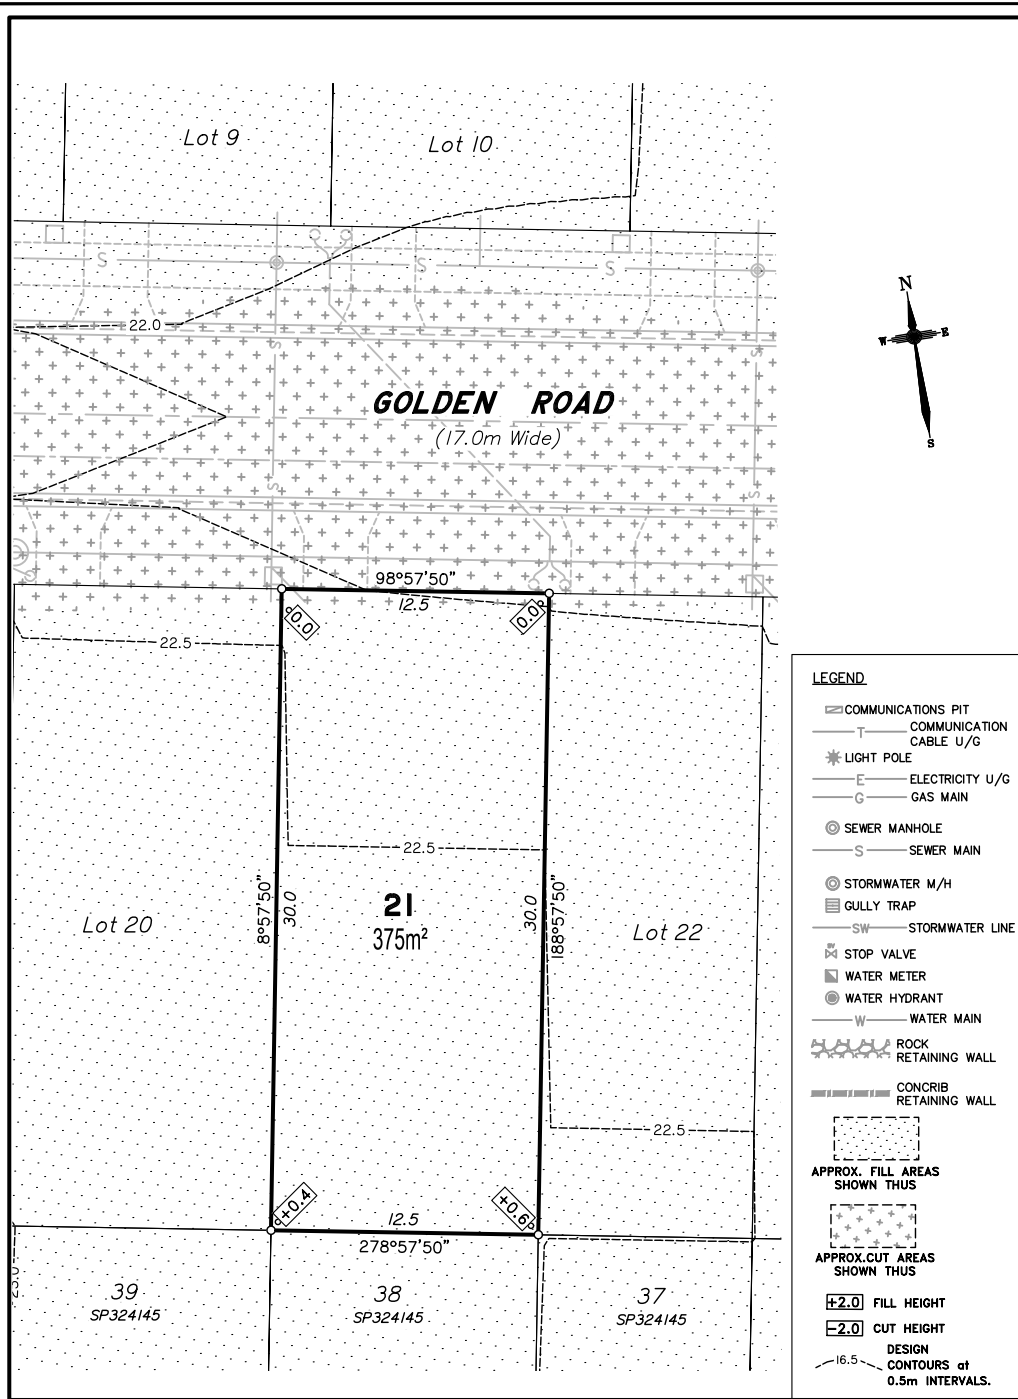 Lot 9
Lot 10
S
S
S
22.0
S
S
GOLDEN ROAD
(17.0m Wide)
S
S
N
W
E
S
98°57'50"
12.5
0.0
0.0
22.5
22.5
8°57'50"
30.0
21
375m²
30.0
188°57'50"
Lot 20
Lot 22
22.5
+0.4
+0.6
12.5
278°57'50"
23.0
39
SP324145
38
SP324145
37
SP324145
LEGEND
COMMUNICATIONS PIT
T COMMUNICATION
CABLE U/G
LIGHT POLE
E ELECTRICITY U/G
G GAS MAIN
SEWER MANHOLE
S SEWER MAIN
STORMWATER M/H
GULLY TRAP
SW STORMWATER LINE
SV
STOP VALVE
WATER METER
WATER HYDRANT
W WATER MAIN
ROCK
RETAINING WALL
CONCRIB
RETAINING WALL
APPROX. FILL AREAS
SHOWN THUS
APPROX.CUT AREAS
SHOWN THUS
+2.0 FILL HEIGHT
-2.0 CUT HEIGHT
DESIGN
16.5 CONTOURS at
0.5m INTERVALS.